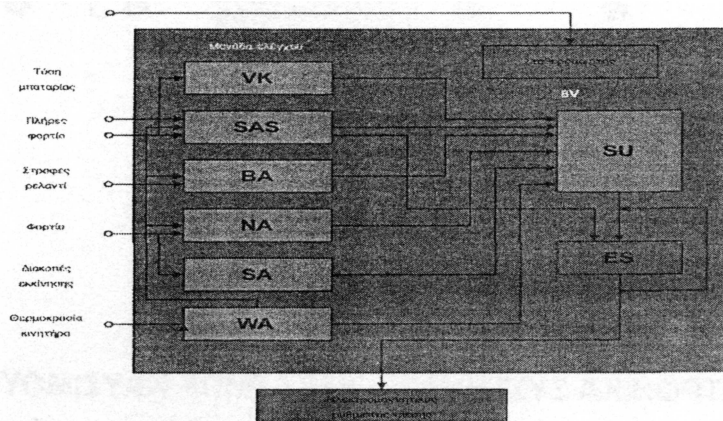 Μονάδα ελέγχου
Τάση
μπαταρίας
VK
BV
Πλήρες
φορτίο
SAS
SU
Στροφές
ρελαντί
BA
Φορτίο
NA
Διακοπές
εκκίνησης
SA
ES
Θερμοκρασία
κινητήρα
WA